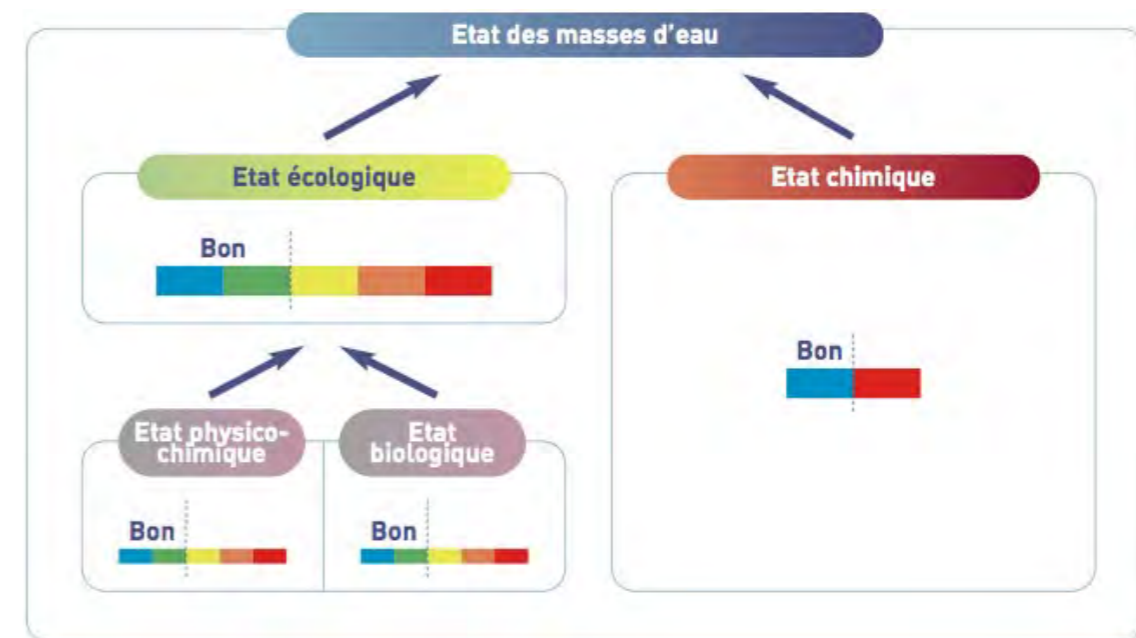 Etat des masses d'eau
Etat écologique
Etat chimique
Bon
Bon
Etat physico-
chimique
Etat
biologique
Bon
Bon